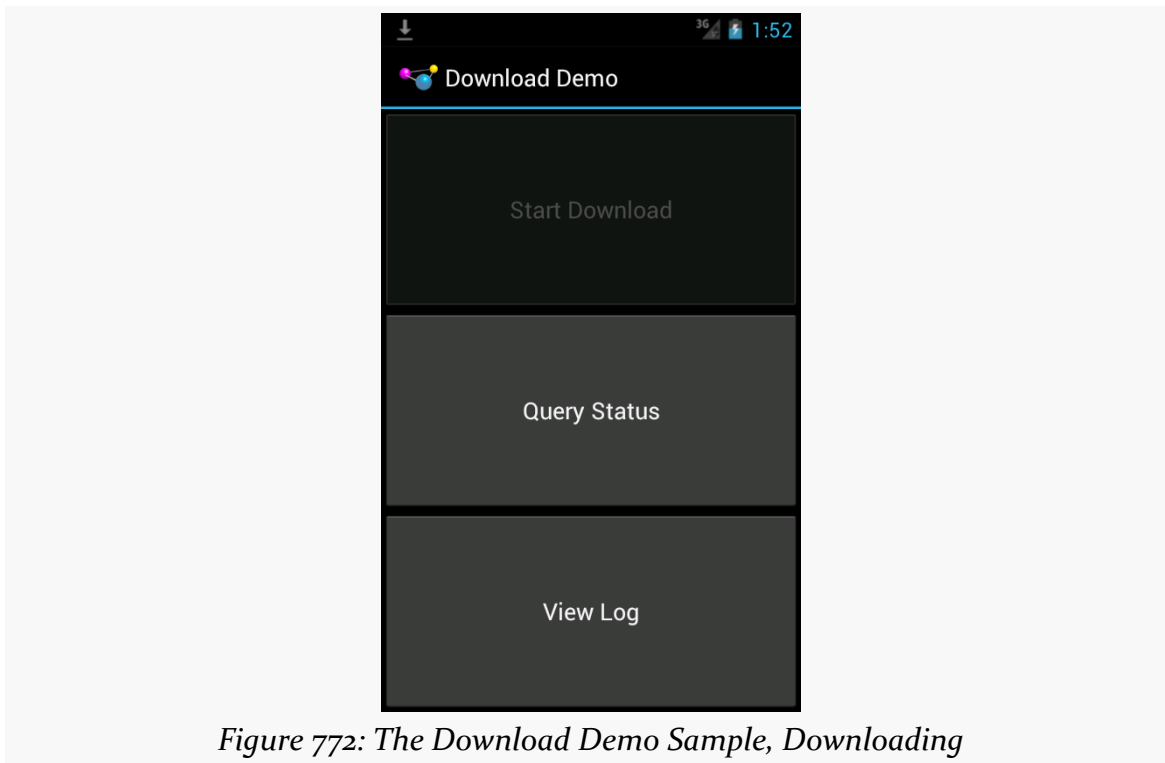 3G 1:52
Download Demo
Start Download
Query Status
View Log
Figure 772: The Download Demo Sample, Downloading